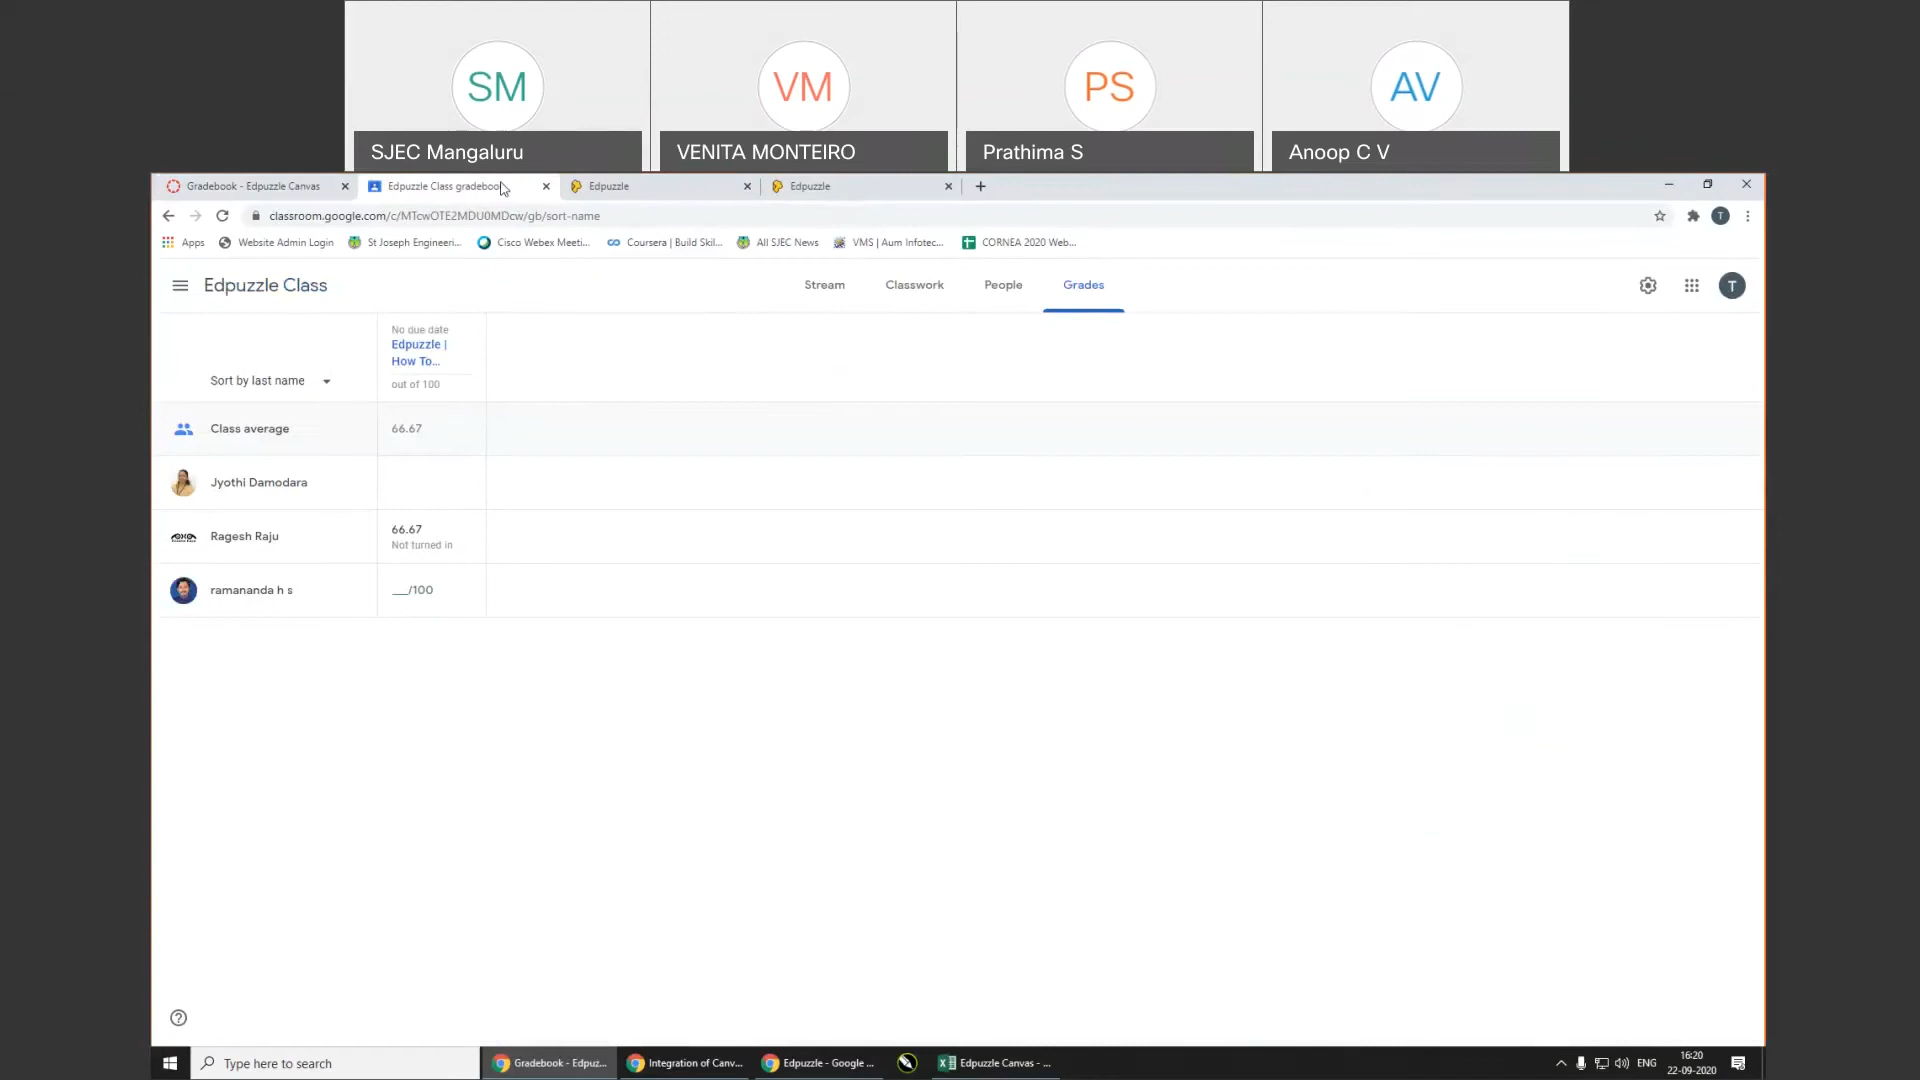 SM
VM
PS
AV
SJEC Mangaluru
VENITA MONTEIRO
Prathima S
Anoop C V
Gradebook - Edpuzzle Canvas
Edpuzzle Class gradebook
Edpuzzle
Edpuzzle
classroom.google.com/c/MTcwOTE2MDU0MDcw/gb/sort-name
T
Apps
Website Admin Login
St Joseph Engineeri...
Cisco Webex Meeti...
Coursera | Build Skil...
All SJEC News
VMS | Aum Infotec...
CORNEA 2020 Web...
Edpuzzle Class
Stream
Classwork
People
Grades
T
No due date
Edpuzzle |
How To...
Sort by last name
out of 100
Class average
66.67
Jyothi Damodara
Ragesh Raju
66.67
Not turned in
ramananda h s
__/100
Type here to search
Gradebook - Edpuz...
Integration of Canv...
Edpuzzle - Google ...
Edpuzzle Canvas - ...
ENG
16:20
22-09-2020